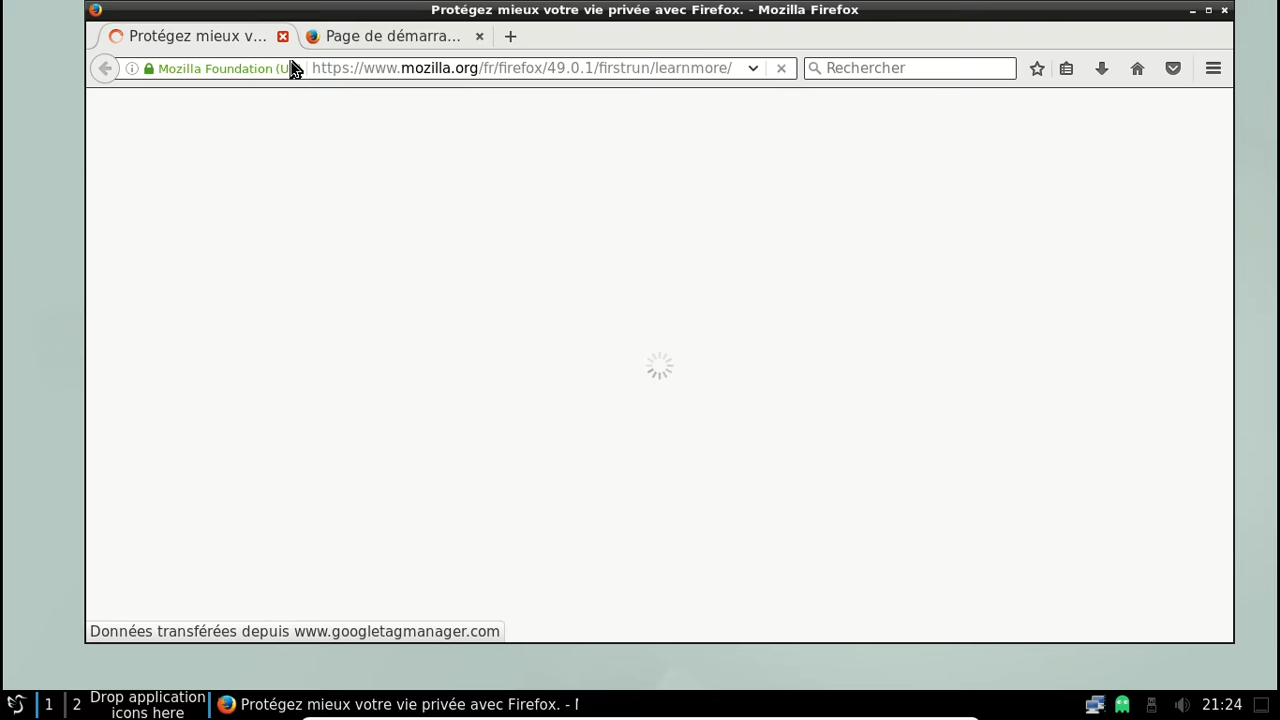 Protégez mieux votre vie privée avec Firefox. - Mozilla Firefox
Protégez mieux v...
Page de démarra...
Mozilla Foundation (U
https://www.mozilla.org/fr/firefox/49.0.1/firstrun/learnmore/
Rechercher
Données transférées depuis www.googletagmanager.com
1
2
Drop application
icons here
Protégez mieux votre vie privée avec Firefox. - 
21:24